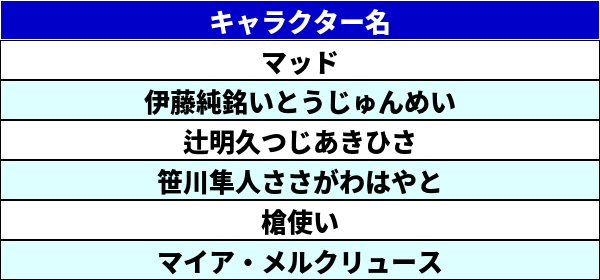 キャラクター名
マッド
伊藤純銘いとうじゅんめい
辻明久つじあきひさ
笹川隼人ささがわはやと
槍使い
マイア・メルクリュース